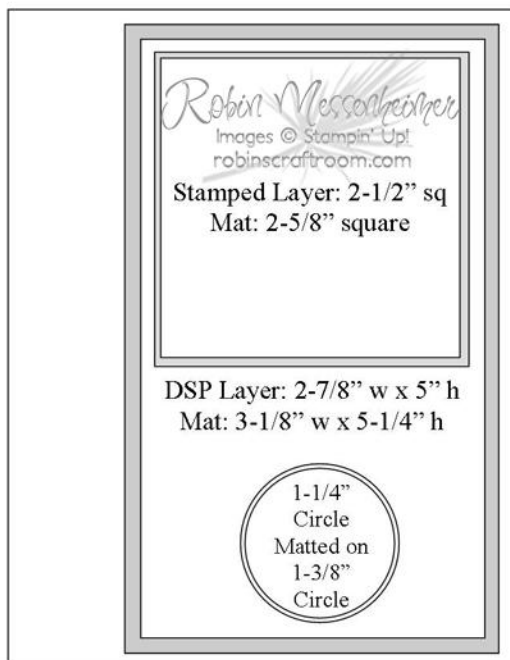 Robin Messenheimer
Images © Stampin' Up!
robinscraftroom.com
Stamped Layer: 2-1/2” sq
Mat: 2-5/8” square
DSP Layer: 2-7/8” w x 5” h
Mat: 3-1/8” w x 5-1/4” h
1-1/4”
Circle
Matted on
1-3/8”
Circle